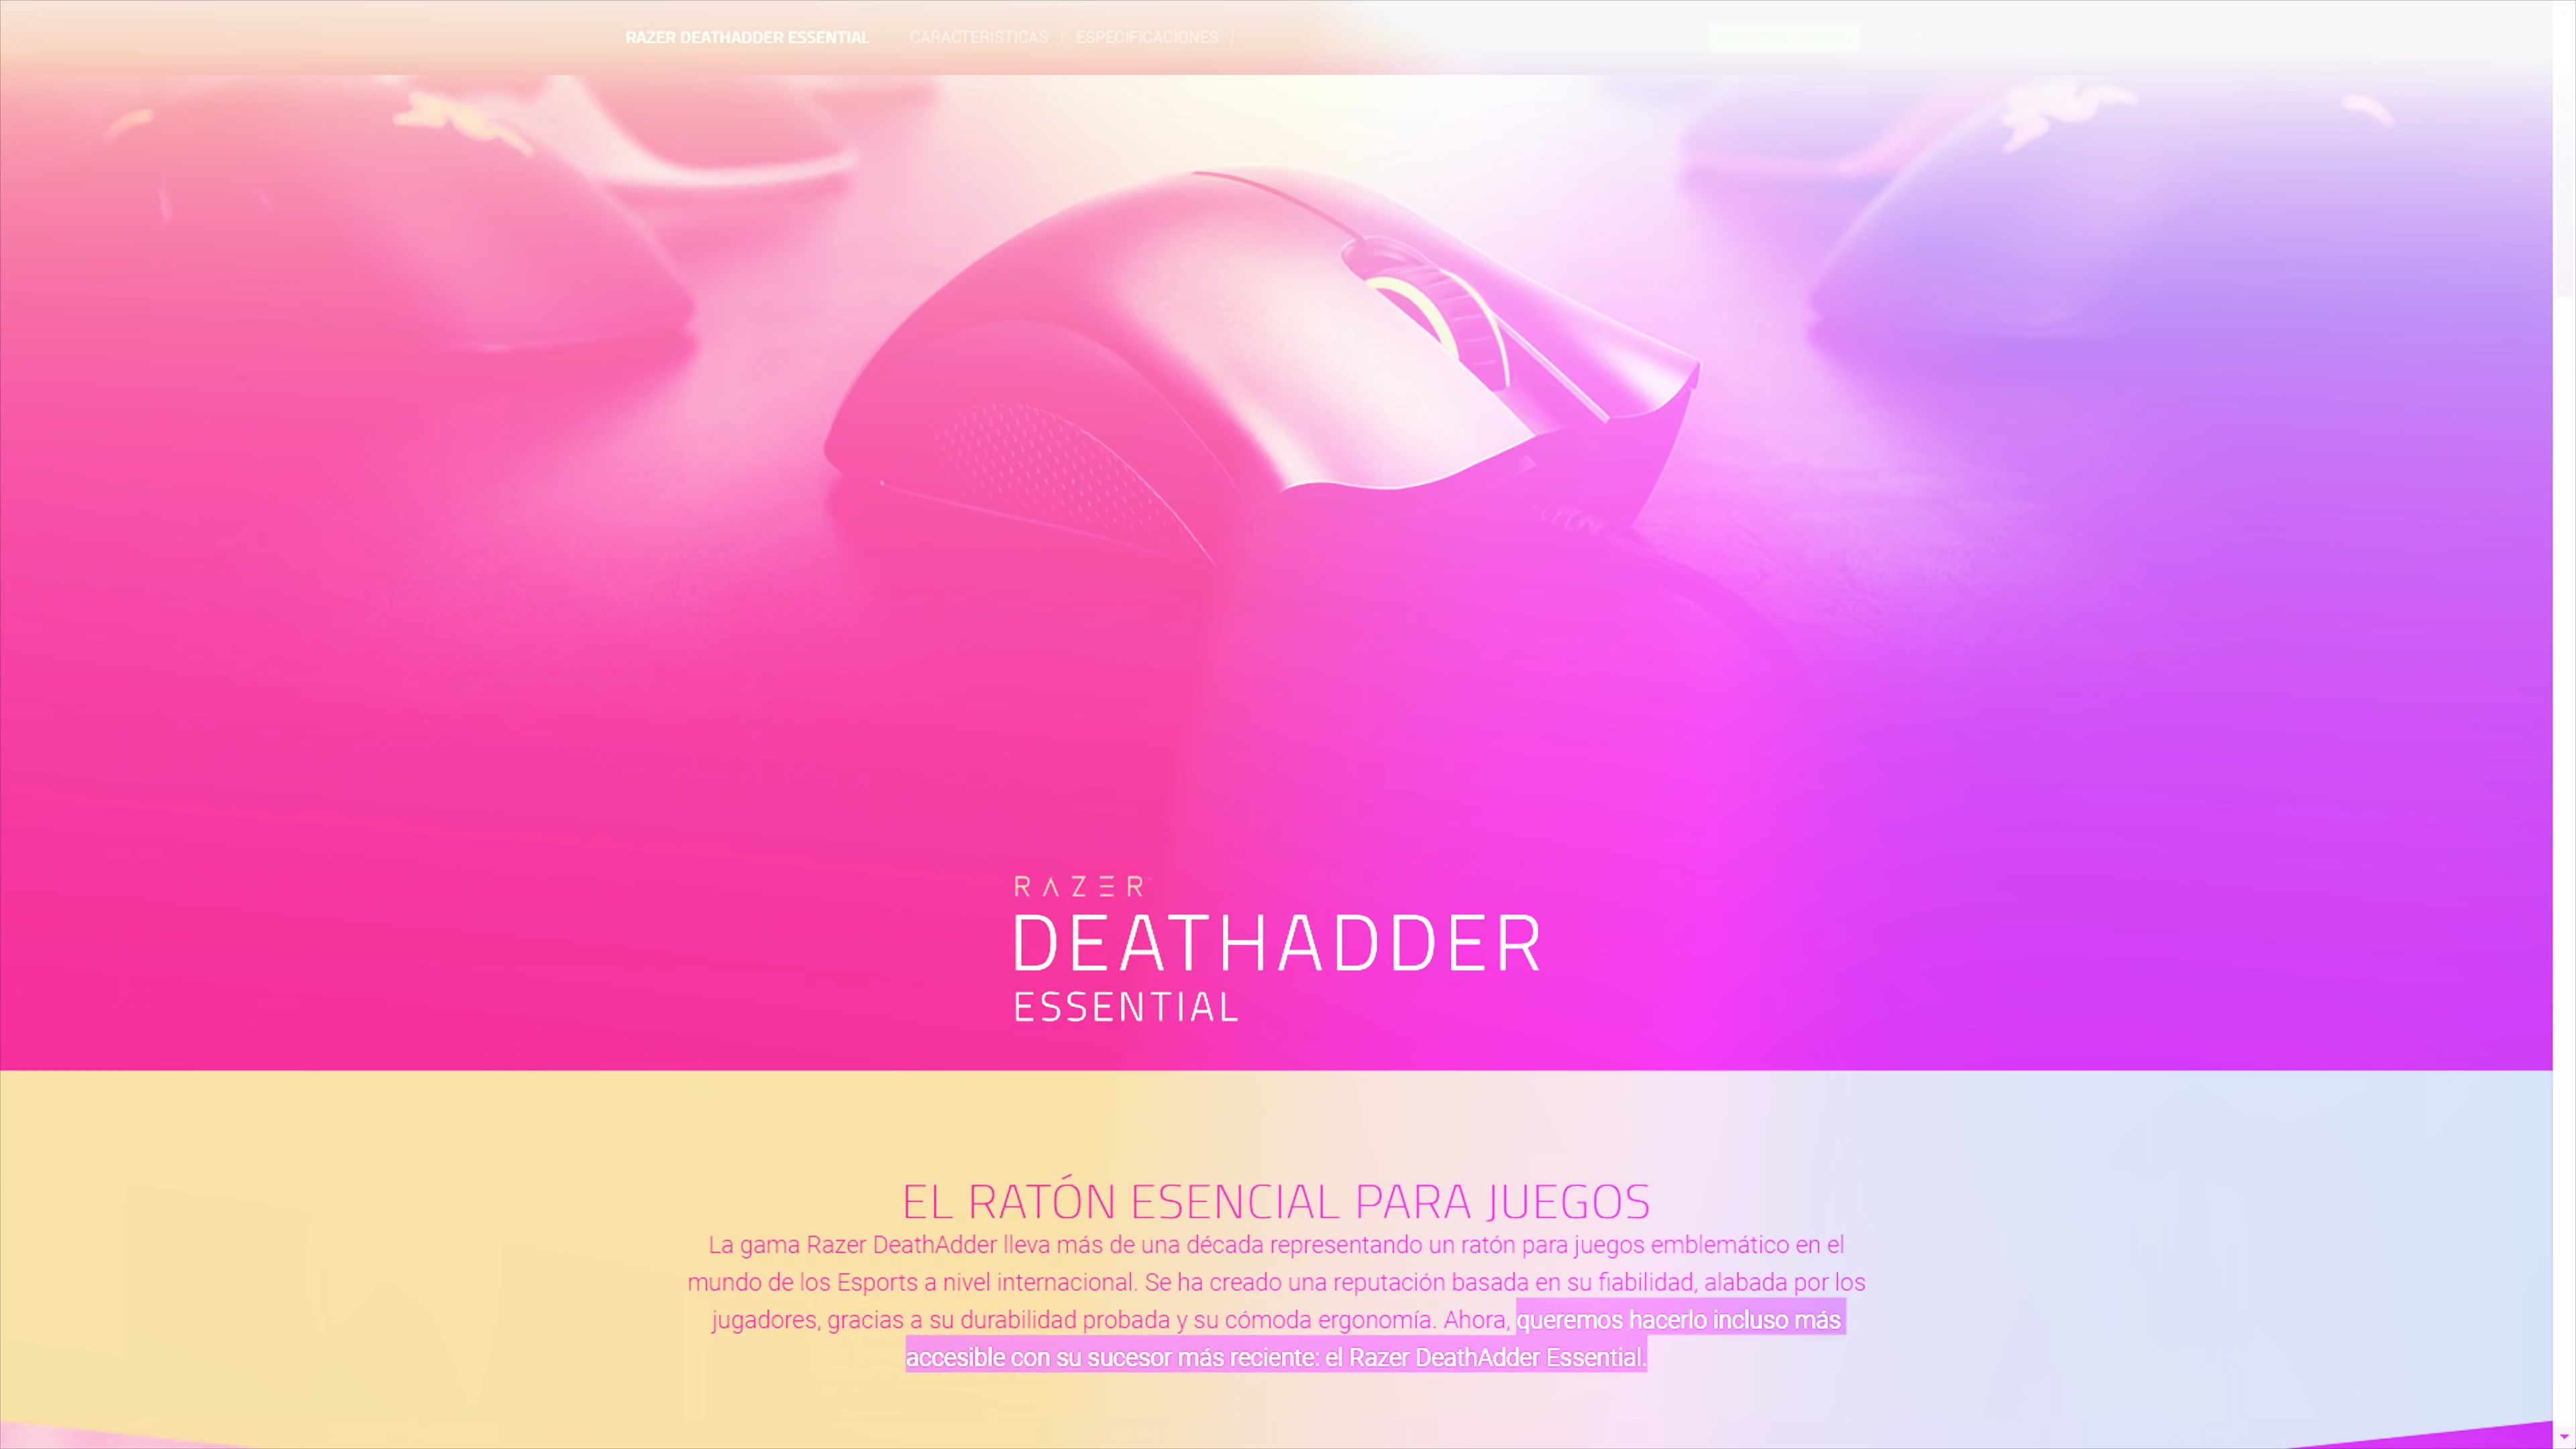 RAZER DEATHADDER ESSENTIAL CARACTERÍSTICAS | ESPECIFICACIONES |
RAZER
DEATHADDER
ESSENTIAL
EL RATÓN ESENCIAL PARA JUEGOS
La gama Razer DeathAdder lleva más de una década representando un ratón para juegos emblemático en el
mundo de los Esports a nivel internacional. Se ha creado una reputación basada en su fiabilidad, alabada por los
jugadores, gracias a su durabilidad probada y su cómoda ergonomía. Ahora, queremos hacerlo incluso más
accesible con su sucesor más reciente: el Razer DeathAdder Essential.